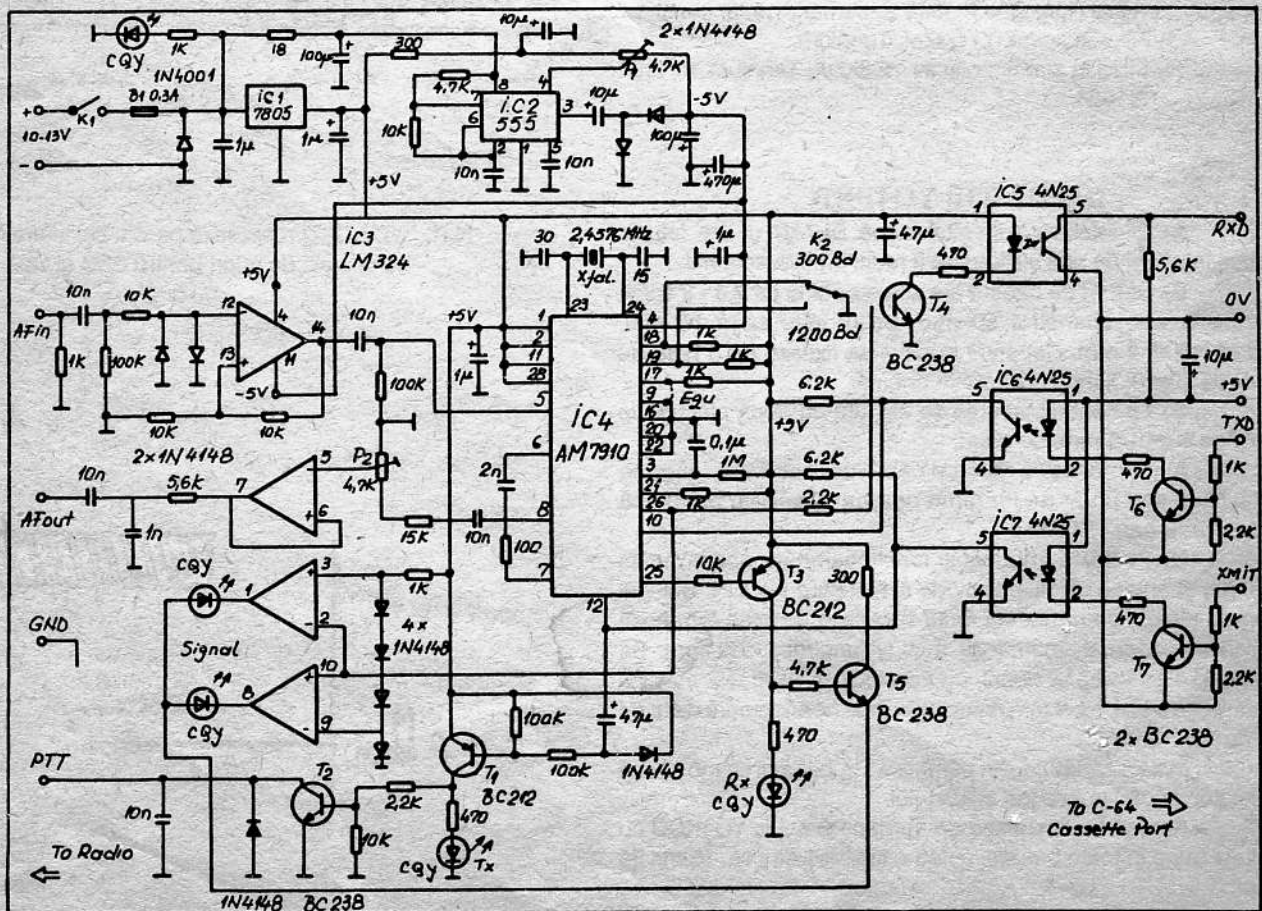 CQY
1K
18
100µ
+
300
10µ
+
2×1N4148
P1
4.7K
1N4001
+
K1
B1 0.3A
10-13V
-
iC1
7805
1µ
1µ
+
4.7K
7
8
4
6
i.C2
555
3
2
1
5
10K
10n
10n
10µ
+
-5V
100µ
+
470µ
+
+5V
iC3
LM324
+5V
10n
10K
AFin
1K
100K
12
13
4
14
11
-
+
-5V
10K
10K
10n
100K
30
2,4576MHz
Xtal.
15
1µ
+
K2
300Bd
1200Bd
+5V
1µ
+
23
24
1
2
11
28
5
6
8
7
12
iC4
AM7910
4
18
19
17
9
16
20
22
3
21
26
10
25
1K
1K
1K
Equ
0,1µ
1M
1K
2n
100
47µ
+
470
T4
BC238
iC5 4N25
1
2
5
4
RXD
5,6K
0V
10µ
+
+5V
TXD
6.2K
+5V
6.2K
2,2K
iC6 4N25
5
4
1
2
470
T6
1K
2,2K
iC7 4N25
5
4
1
2
470
T7
XMiT
1K
2,2K
2× BC238
2×1N4148
P2
4,7K
10n
5,6K
AFout
1n
7
5
6
+
15K
10n
CQY
1
3
2
+
-
1K
4×
1N4148
Signal
GND
8
10
9
+
-
CQY
10K
T3
BC212
300
4,7K
T5
BC238
470
Rx
CQY
100K
100K
47µ
+
1N4148
T1
BC212
PTT
10n
T2
2,2K
10K
470
CQY
Tx
To Radio
1N4148
BC238
To C-64
Cassette Port